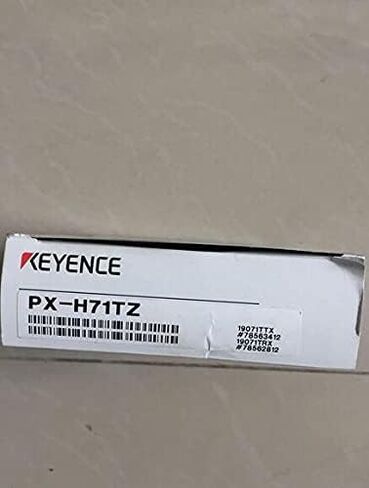 KEYENCE
PX-H71TZ
19071TTX
#78563412
19071TRX
#78562812